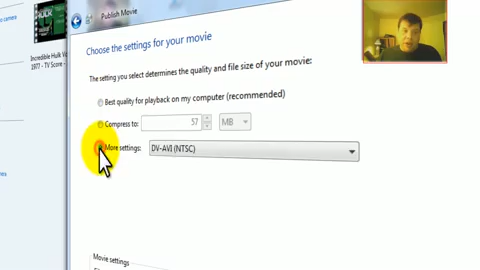 o camera
Publish Movie
HULK
Choose the settings for your movie
Incredible Hulk
1977 - TV Score -
The setting you select determines the quality and file size of your movie:
Best quality for playback on my computer (recommended)
Compress to:
57
MB
More settings:
DV-AVI (NTSC)
Movie settings